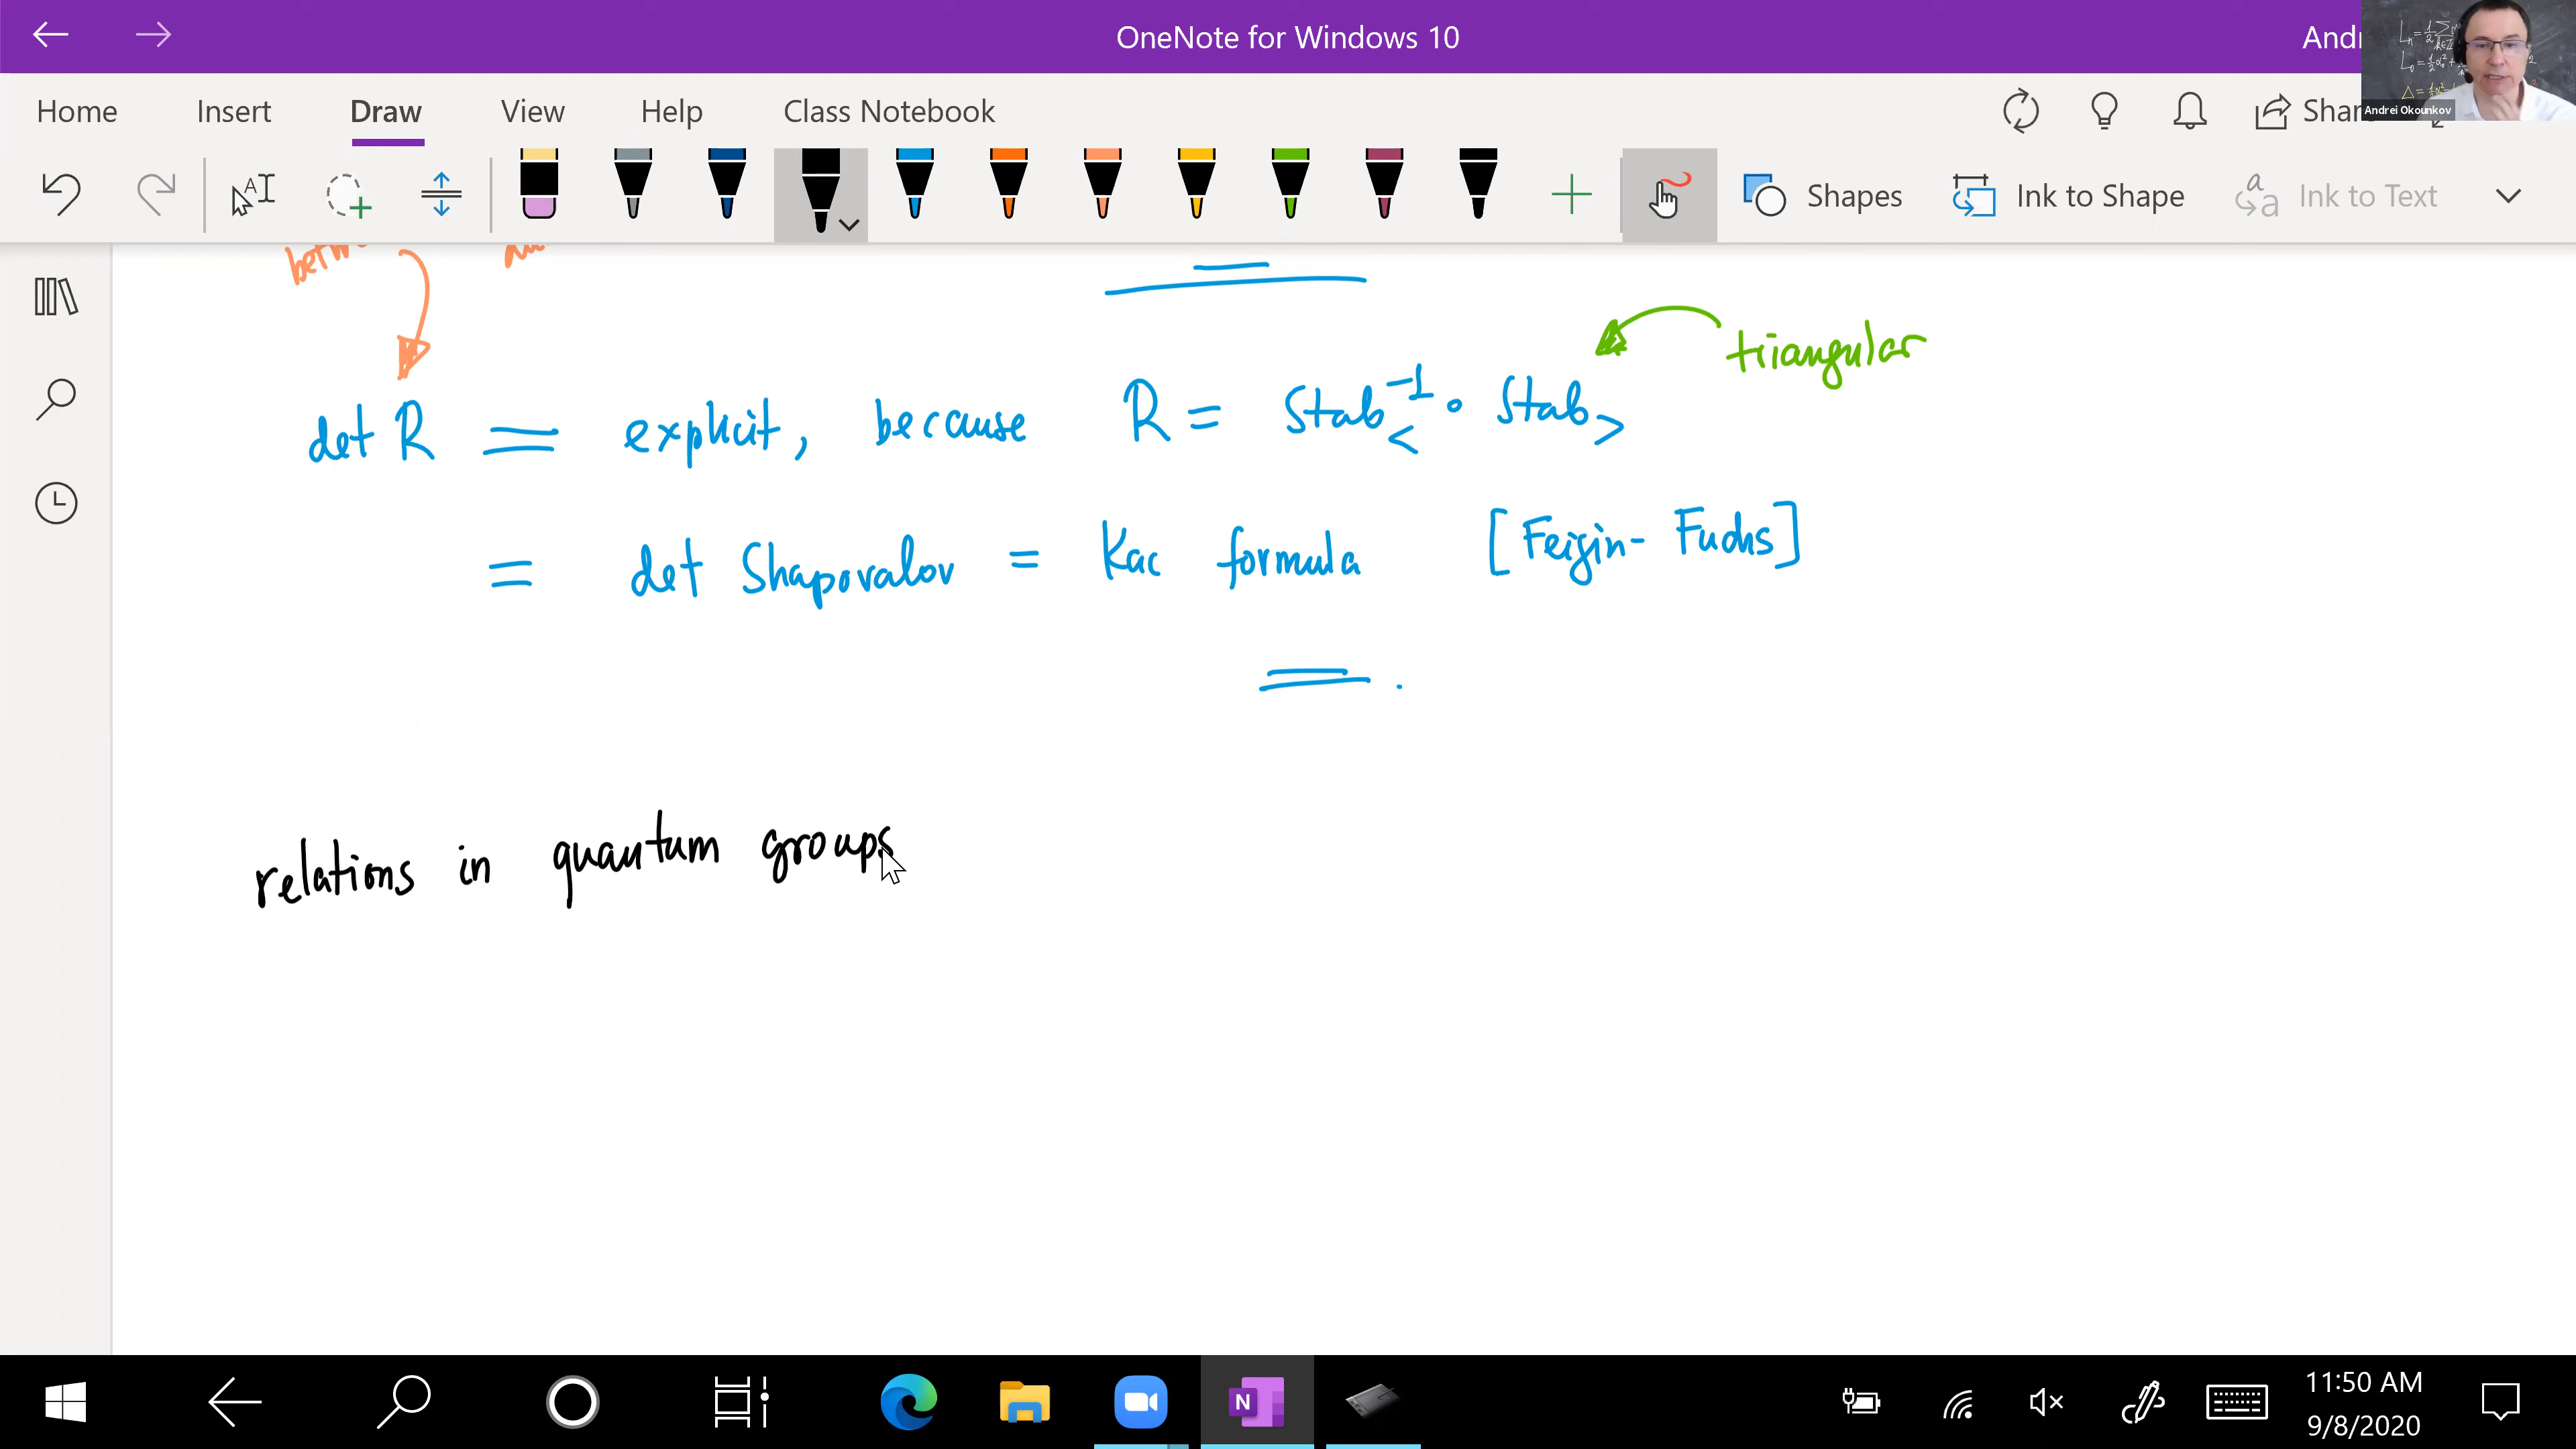 OneNote for Windows 10
Andr
Home Insert Draw View Help Class Notebook Shar
Andrei Okounkov
Shapes Ink to Shape Ink to Text
triangular
det R = explicit, because R = Stab<^-1 ∘ Stab>
= det Shapovalov = Kac formula [Feigin-Fuchs]
relations in quantum groups
11:50 AM
9/8/2020